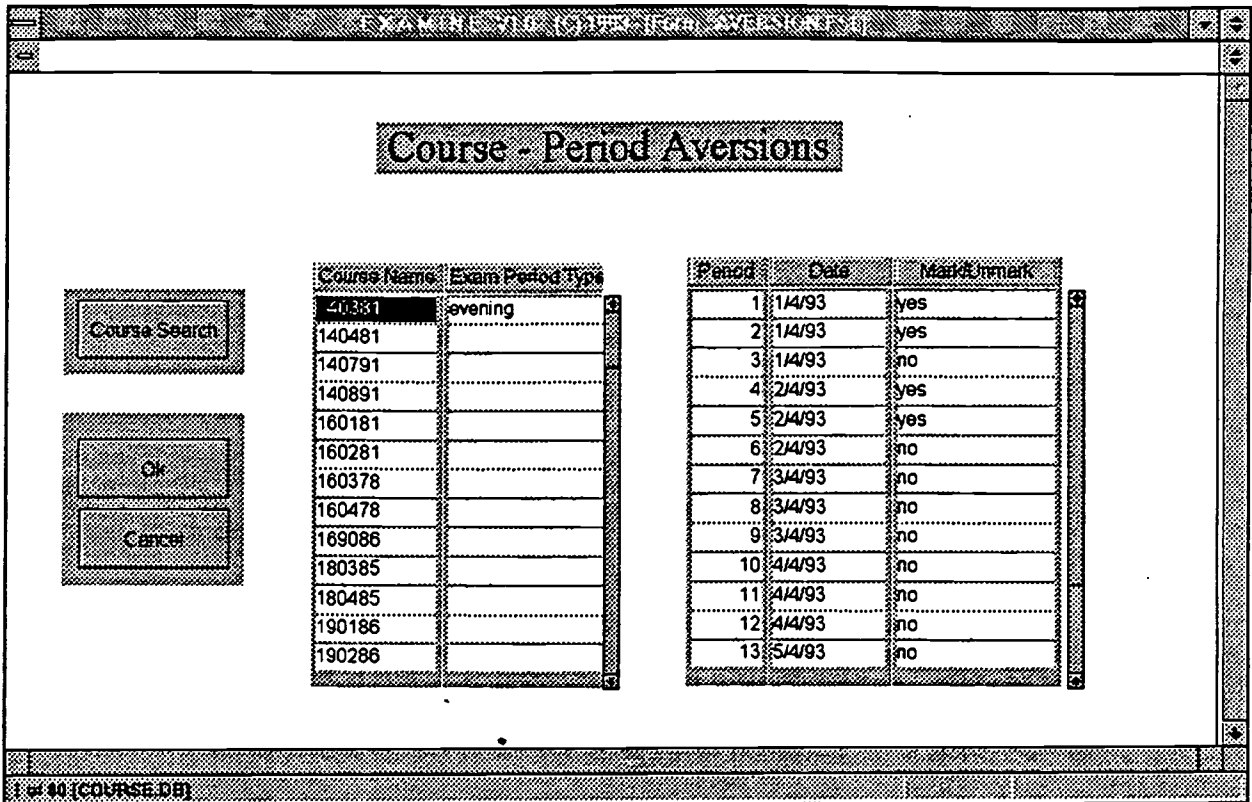 Course - Period Aversions
Course Search
Ok
Cancel
Course Name Exam Period Type
140381 evening
140481
140791
140891
160181
160281
160378
160478
169086
180385
180485
190186
190286
Period Date Mark/Unmark
1 1/4/93 yes
2 1/4/93 yes
3 1/4/93 no
4 2/4/93 yes
5 2/4/93 yes
6 2/4/93 no
7 3/4/93 no
8 3/4/93 no
9 3/4/93 no
10 4/4/93 no
11 4/4/93 no
12 4/4/93 no
13 5/4/93 no
1 of 80 [COURSE.DB]